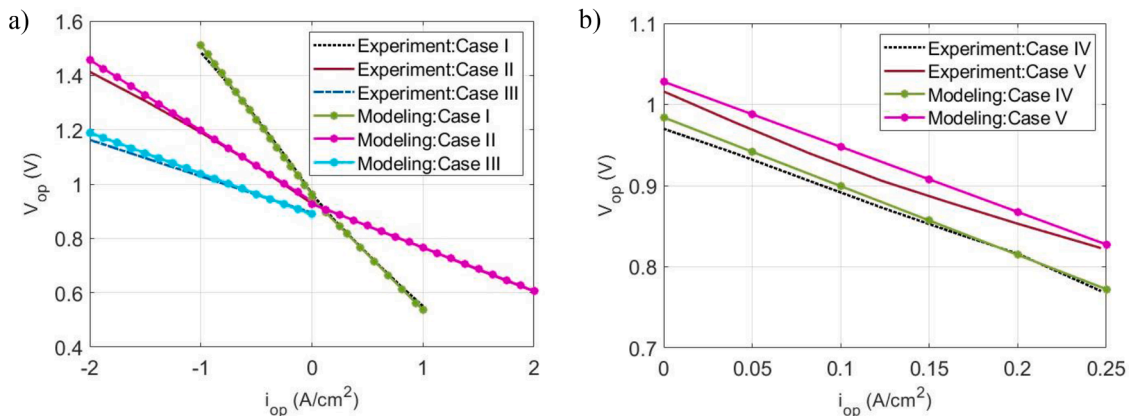 a)
1.6
1.4
1.2
1
0.8
0.6
0.4
V_op (V)
-2 -1 0 1 2
i_op (A/cm²)
Experiment:Case I
Experiment:Case II
Experiment:Case III
Modeling:Case I
Modeling:Case II
Modeling:Case III
b)
1.1
1
0.9
0.8
0.7
V_op (V)
0 0.05 0.1 0.15 0.2 0.25
i_op (A/cm²)
Experiment:Case IV
Experiment:Case V
Modeling:Case IV
Modeling:Case V